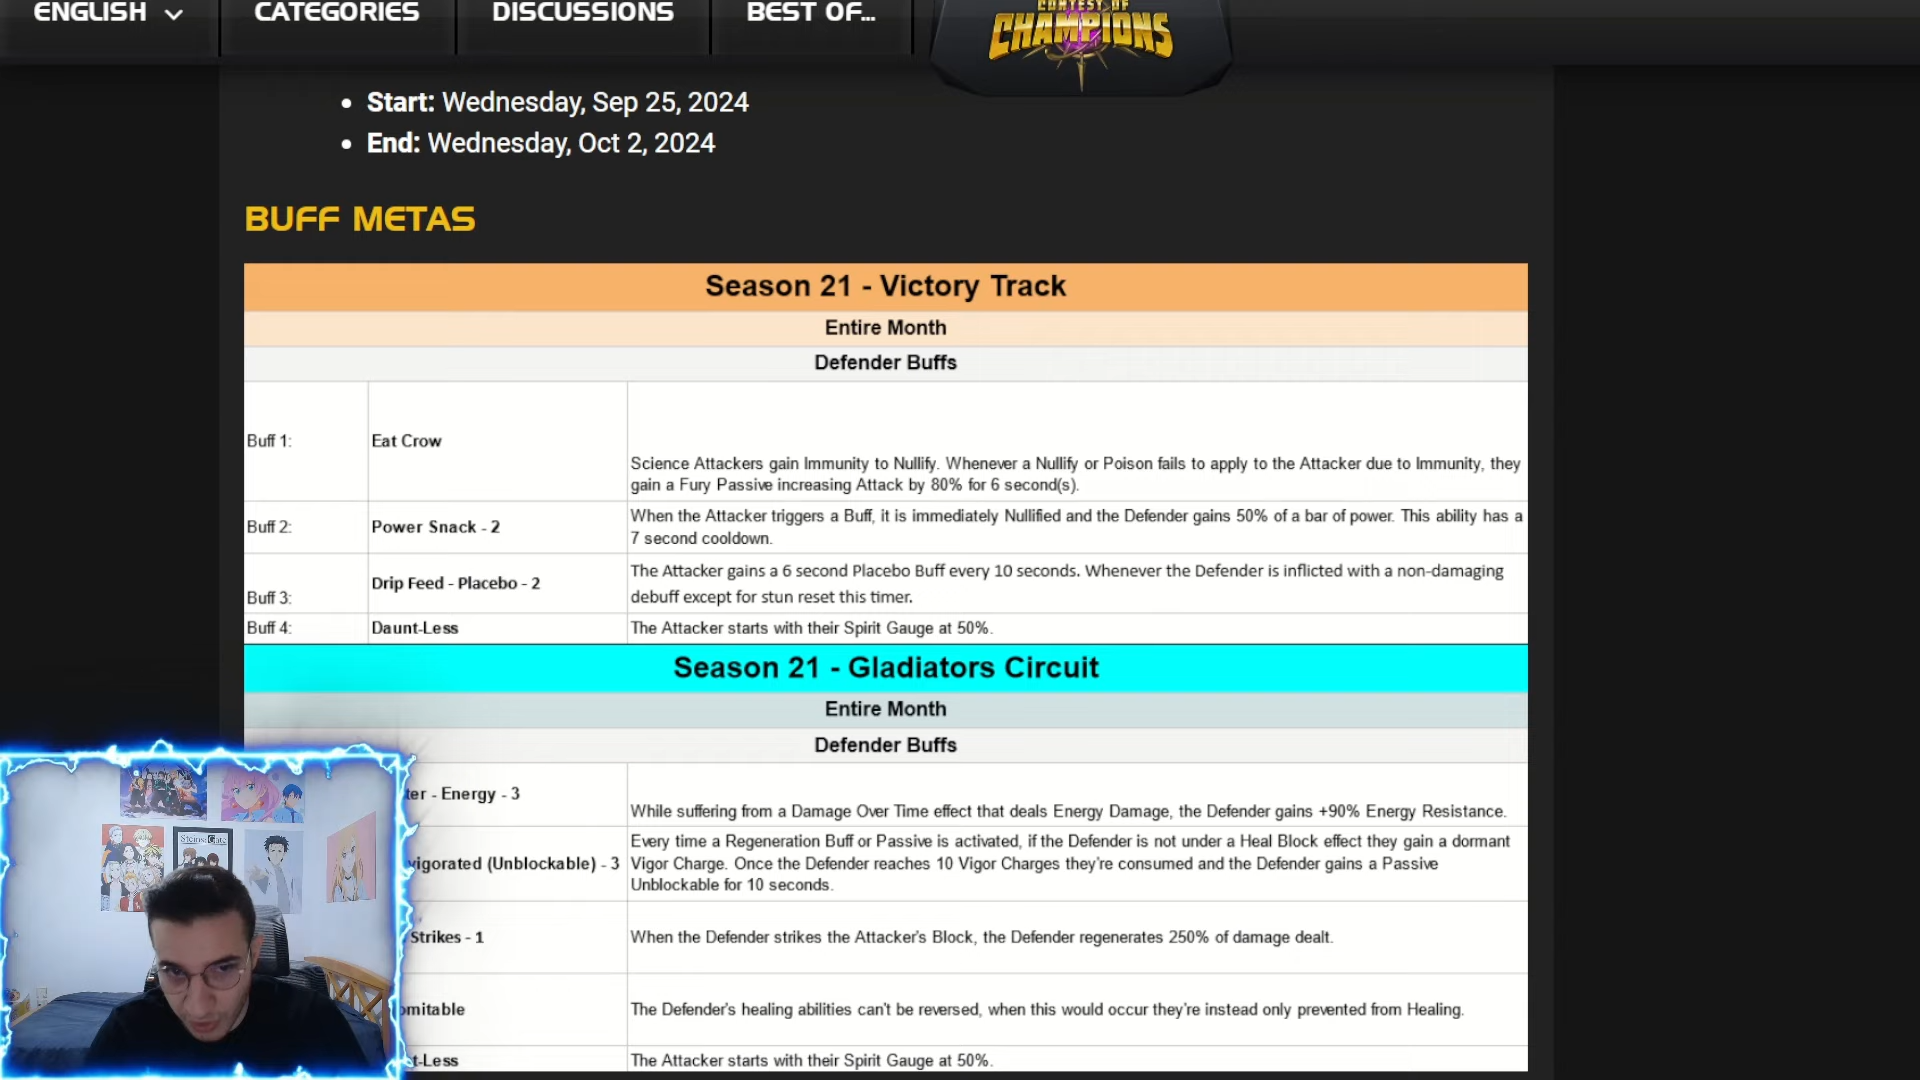 ENGLISH
CATEGORIES
DISCUSSIONS
BEST OF...
CONTEST OF
CHAMPIONS
• Start: Wednesday, Sep 25, 2024
• End: Wednesday, Oct 2, 2024
BUFF METAS
Season 21 - Victory Track
Entire Month
Defender Buffs
Buff 1:
Eat Crow
Science Attackers gain Immunity to Nullify. Whenever a Nullify or Poison fails to apply to the Attacker due to Immunity, they
gain a Fury Passive increasing Attack by 80% for 6 second(s).
Buff 2:
Power Snack - 2
When the Attacker triggers a Buff, it is immediately Nullified and the Defender gains 50% of a bar of power. This ability has a
7 second cooldown.
Buff 3:
Drip Feed - Placebo - 2
The Attacker gains a 6 second Placebo Buff every 10 seconds. Whenever the Defender is inflicted with a non-damaging
debuff except for stun reset this timer.
Buff 4:
Daunt-Less
The Attacker starts with their Spirit Gauge at 50%.
Season 21 - Gladiators Circuit
Entire Month
Defender Buffs
ter - Energy - 3
While suffering from a Damage Over Time effect that deals Energy Damage, the Defender gains +90% Energy Resistance.
vigorated (Unblockable) - 3
Every time a Regeneration Buff or Passive is activated, if the Defender is not under a Heal Block effect they gain a dormant
Vigor Charge. Once the Defender reaches 10 Vigor Charges they're consumed and the Defender gains a Passive
Unblockable for 10 seconds.
Strikes - 1
When the Defender strikes the Attacker's Block, the Defender regenerates 250% of damage dealt.
omitable
The Defender's healing abilities can't be reversed, when this would occur they're instead only prevented from Healing.
t-Less
The Attacker starts with their Spirit Gauge at 50%.
Steins Gate